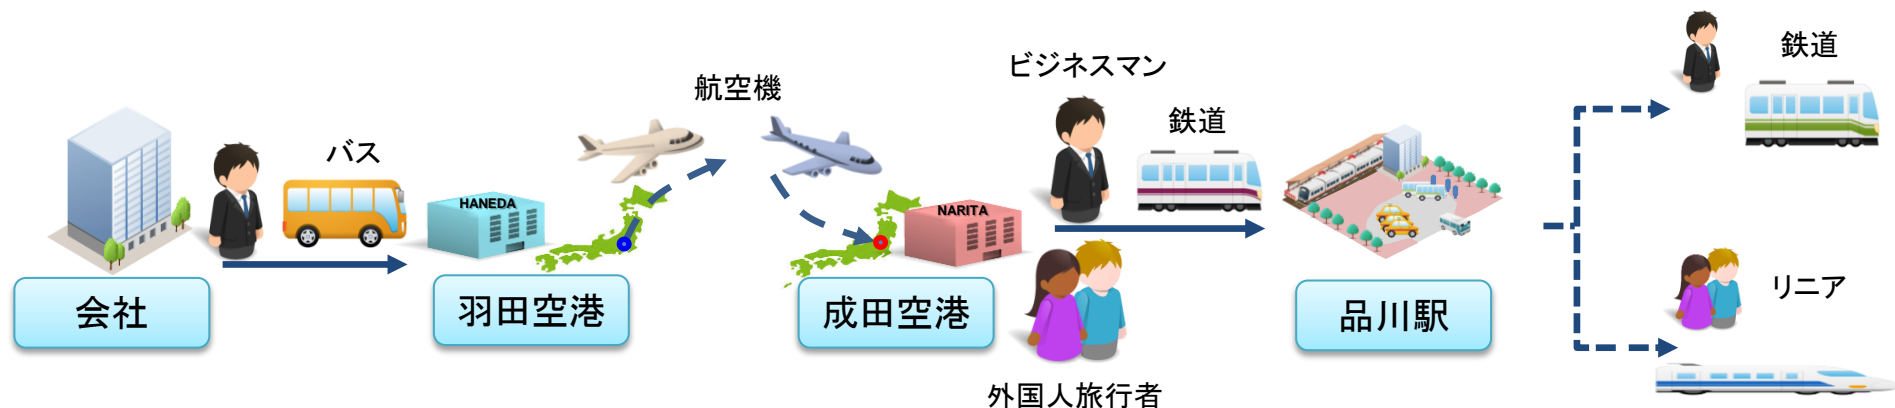 会社
バス
HANEDA
羽田空港
航空機
NARITA
成田空港
ビジネスマン
鉄道
外国人旅行者
品川駅
鉄道
リニア